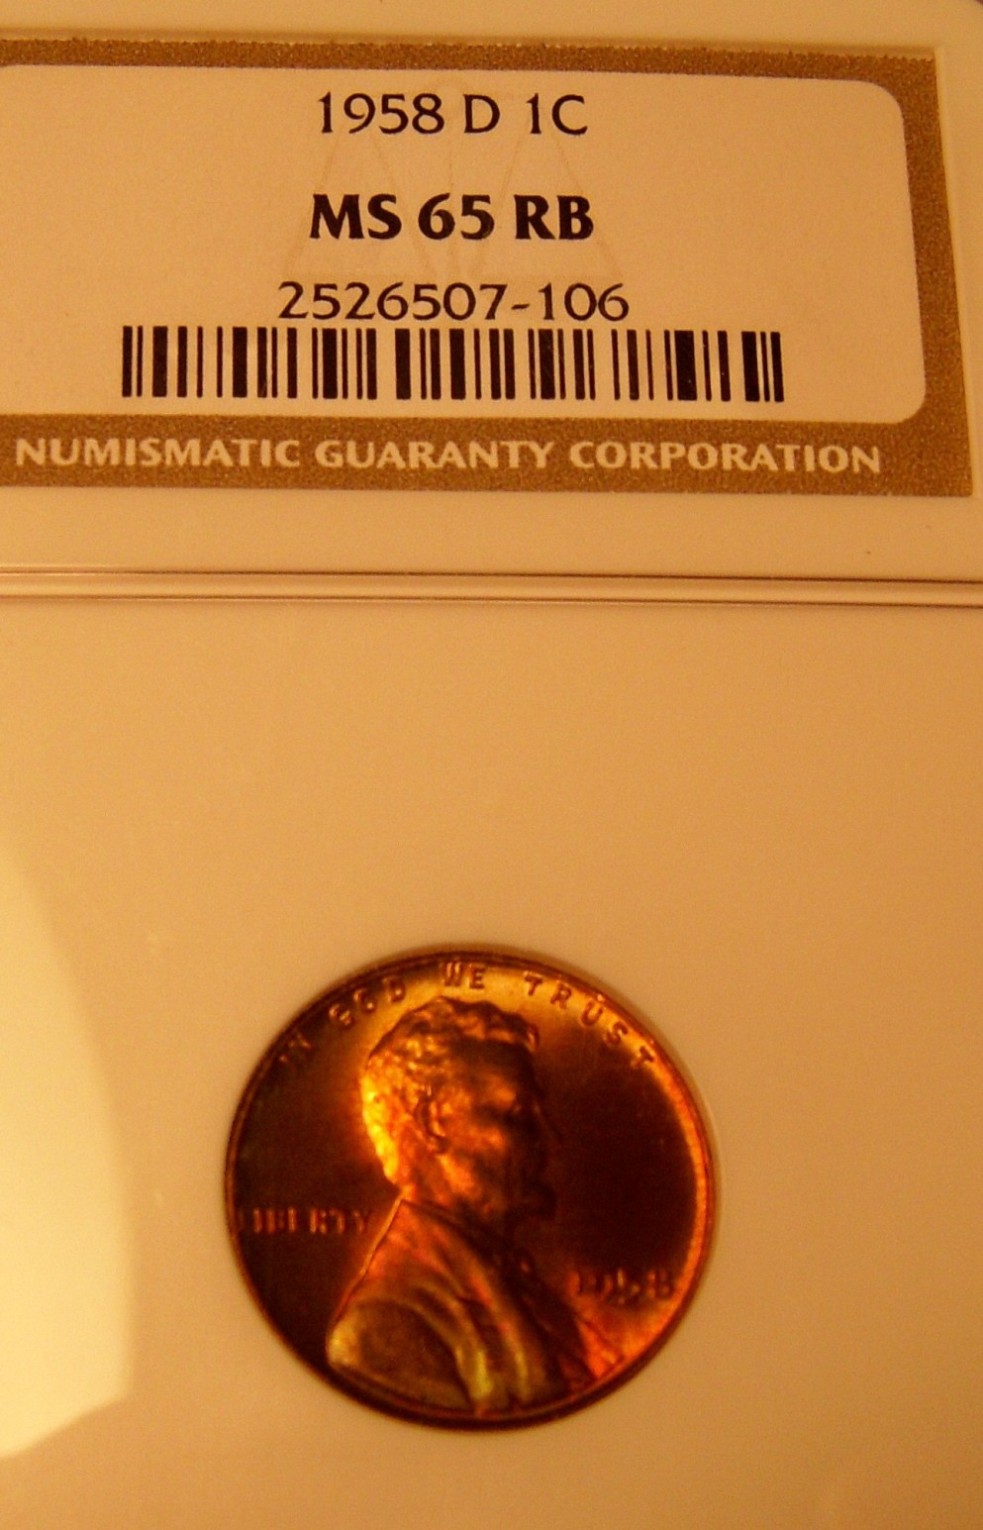 1958 D 1C
MS 65 RB
2526507-106
NUMISMATIC GUARANTY CORPORATION
IN GOD WE TRUST
LIBERTY
1958